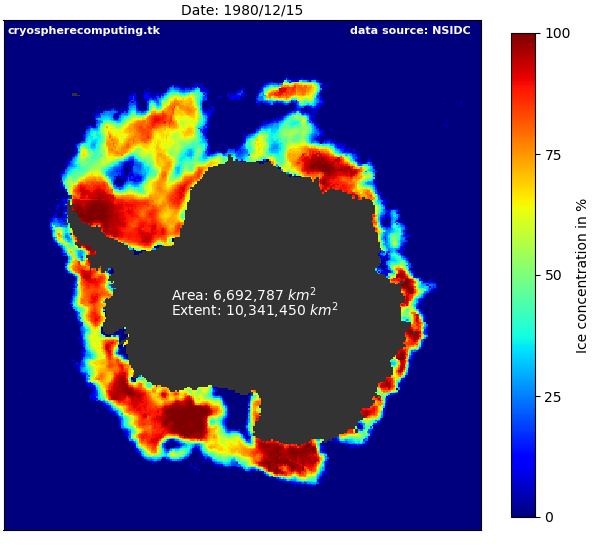 Date: 1980/12/15
cryospherecomputing.tk
data source: NSIDC
Area: 6,692,787 km²
Extent: 10,341,450 km²
100
75
50
25
0
Ice concentration in %